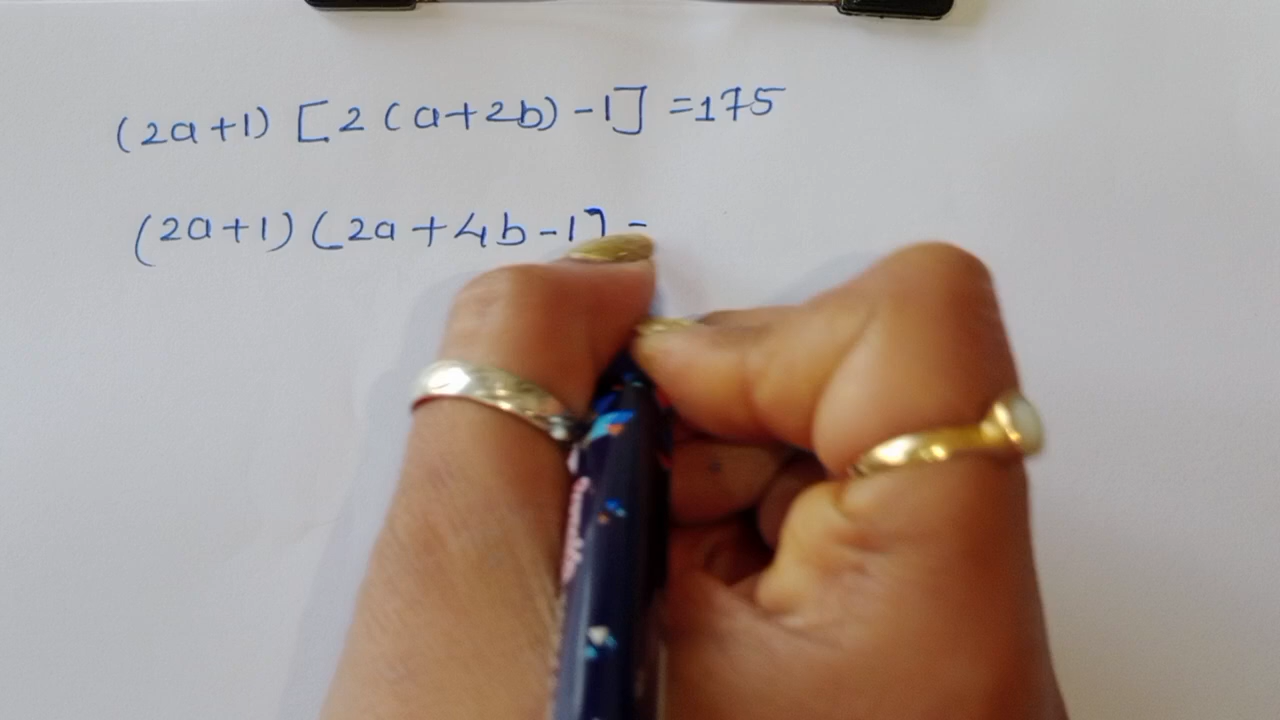 (2a+1) [2(a+2b)-1] =175
(2a+1) (2a+4b-1] =